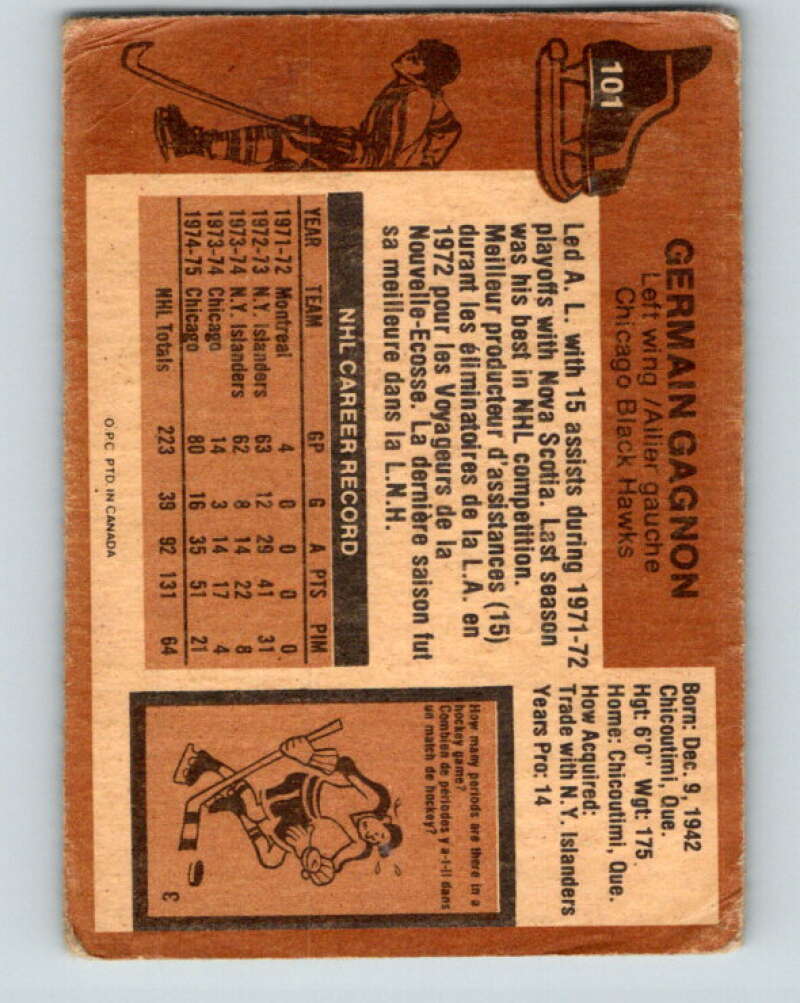 101
GERMAIN GAGNON
Left wing /Ailier gauche
Chicago Black Hawks
Born: Dec. 9, 1942
Chicoutimi, Que.
Hgt: 6'0" Wgt: 175
Home: Chicoutimi, Que.
How Acquired:
Trade with N.Y. Islanders
Years Pro: 14
Led A. L. with 15 assists during 1971-72
playoffs with Nova Scotia. Last season
was his best in NHL competition.
Meilleur producteur d'assistances (15)
durant les éliminatoires de la L.A. en
1972 pour les Voyageurs de la
Nouvelle-Ecosse. La dernière saison fut
sa meilleure dans la L.N.H.
NHL CAREER RECORD
YEAR TEAM GP G A PTS PIM
1971-72 Montreal 4 0 0 0 0
1972-73 N.Y. Islanders 63 12 29 41 31
1973-74 N.Y. Islanders 62 8 14 22 8
1973-74 Chicago 14 3 14 17 4
1974-75 Chicago 80 16 35 51 21
NHL Totals 223 39 92 131 64
How many periods are there in a
hockey game?
Combien de périodes y a-t-il dans
un match de hockey?
3
O.P.C. PTD. IN CANADA